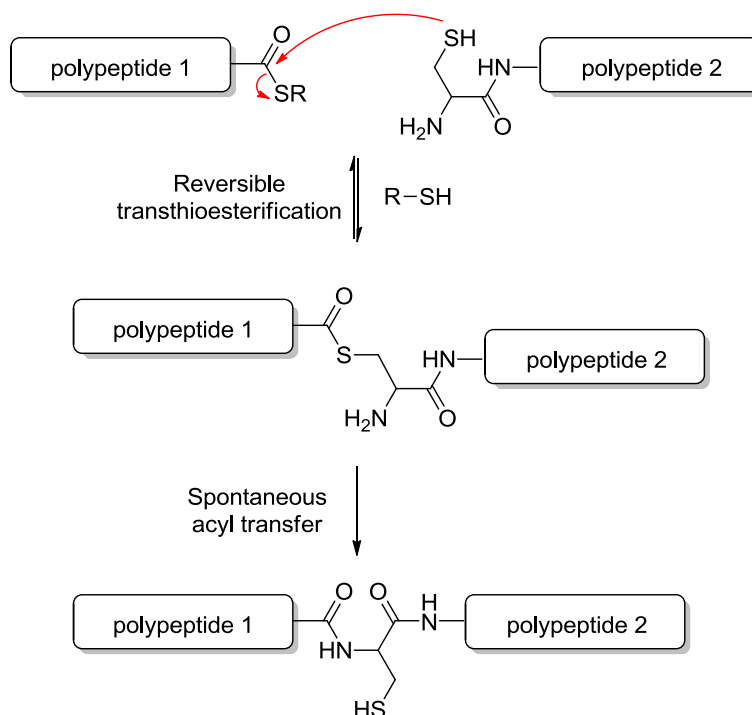 O
SH
polypeptide 1
HN
polypeptide 2
SR
H2N
O
Reversible
transthioesterification
R–SH
O
polypeptide 1
S
HN
polypeptide 2
H2N
O
Spontaneous
acyl transfer
O
O
H
N
polypeptide 1
polypeptide 2
HN
HS